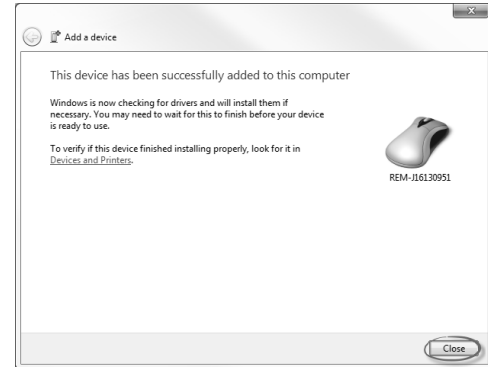 Add a device
This device has been successfully added to this computer
Windows is now checking for drivers and will install them if
necessary. You may need to wait for this to finish before your device
is ready to use.
To verify if this device finished installing properly, look for it in
Devices and Printers.
REM-J16130951
Close